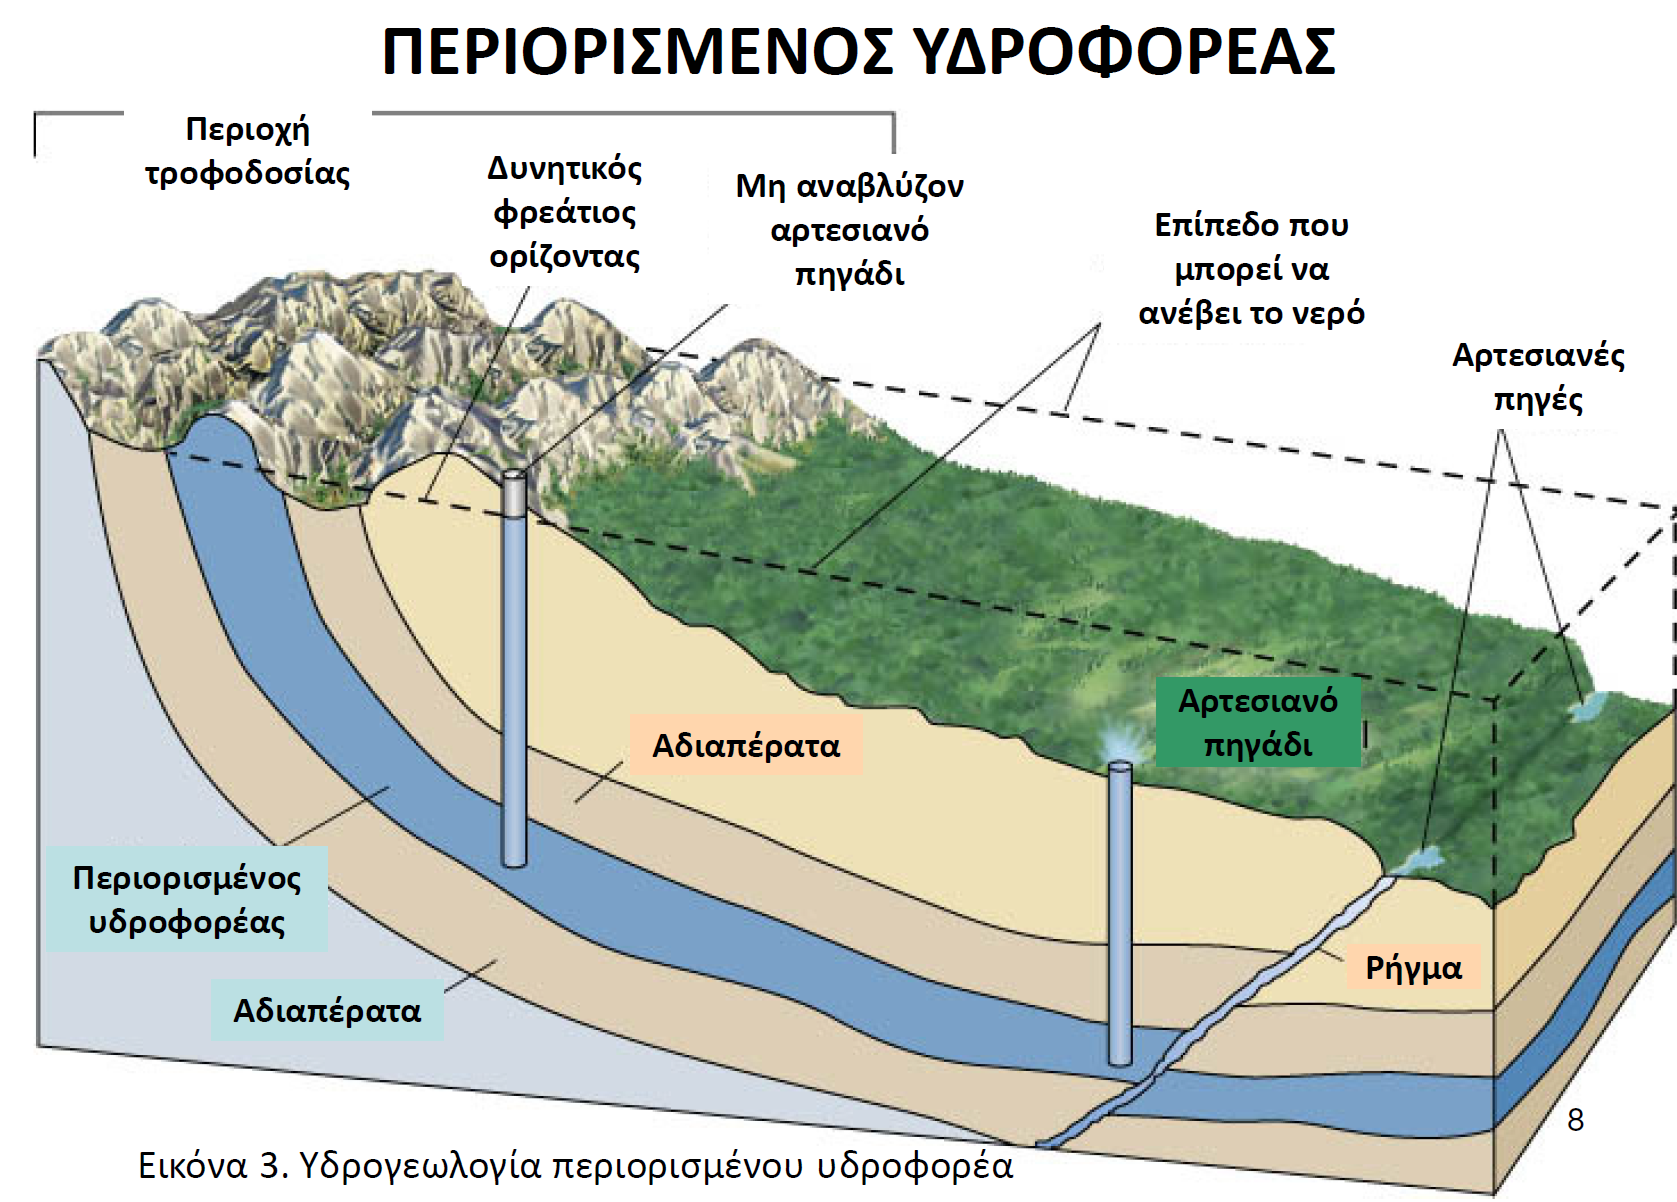 ΠΕΡΙΟΡΙΣΜΕΝΟΣ ΥΔΡΟΦΟΡΕΑΣ
Περιοχή
τροφοδοσίας
Δυνητικός
φρεάτιος
ορίζοντας
Μη αναβλύζον
αρτεσιανό
πηγάδι
Επίπεδο που
μπορεί να
ανέβει το νερό
Αρτεσιανές
πηγές
Αρτεσιανό
πηγάδι
Αδιαπέρατα
Περιορισμένος
υδροφορέας
Ρήγμα
Αδιαπέρατα
8
Εικόνα 3. Υδρογεωλογία περιορισμένου υδροφορέα